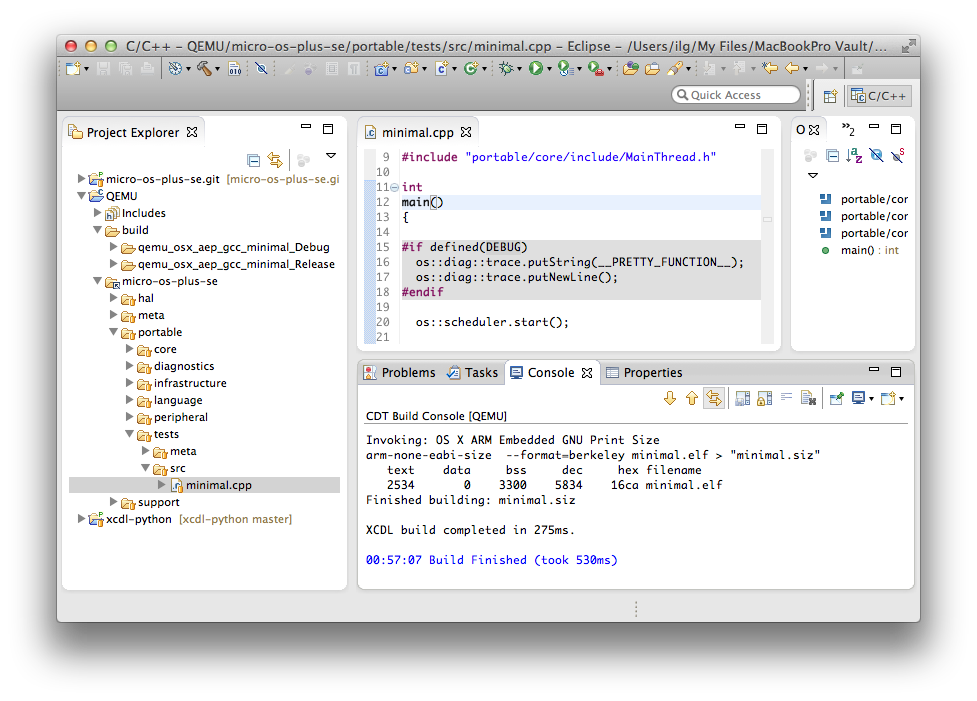 C/C++ – QEMU/micro-os-plus-se/portable/tests/src/minimal.cpp – Eclipse – /Users/ilg/My Files/MacBookPro Vault/...
010
Quick Access
C/C++
Project Explorer
micro-os-plus-se.git [micro-os-plus-se.gi
QEMU
Includes
build
qemu_osx_aep_gcc_minimal_Debug
qemu_osx_aep_gcc_minimal_Release
micro-os-plus-se
hal
meta
portable
core
diagnostics
infrastructure
language
peripheral
tests
meta
src
minimal.cpp
support
xcdl-python [xcdl-python master]
minimal.cpp
9 #include "portable/core/include/MainThread.h"
10
11 int
12 main()
13 {
14
15 #if defined(DEBUG)
16 os::diag::trace.putString(__PRETTY_FUNCTION__);
17 os::diag::trace.putNewLine();
18 #endif
19
20 os::scheduler.start();
21
O
»2
portable/cor
portable/cor
portable/cor
main() : int
Problems
Tasks
Console
Properties
CDT Build Console [QEMU]
Invoking: OS X ARM Embedded GNU Print Size
arm-none-eabi-size --format=berkeley minimal.elf > "minimal.siz"
text data bss dec hex filename
2534 0 3300 5834 16ca minimal.elf
Finished building: minimal.siz
XCDL build completed in 275ms.
00:57:07 Build Finished (took 530ms)